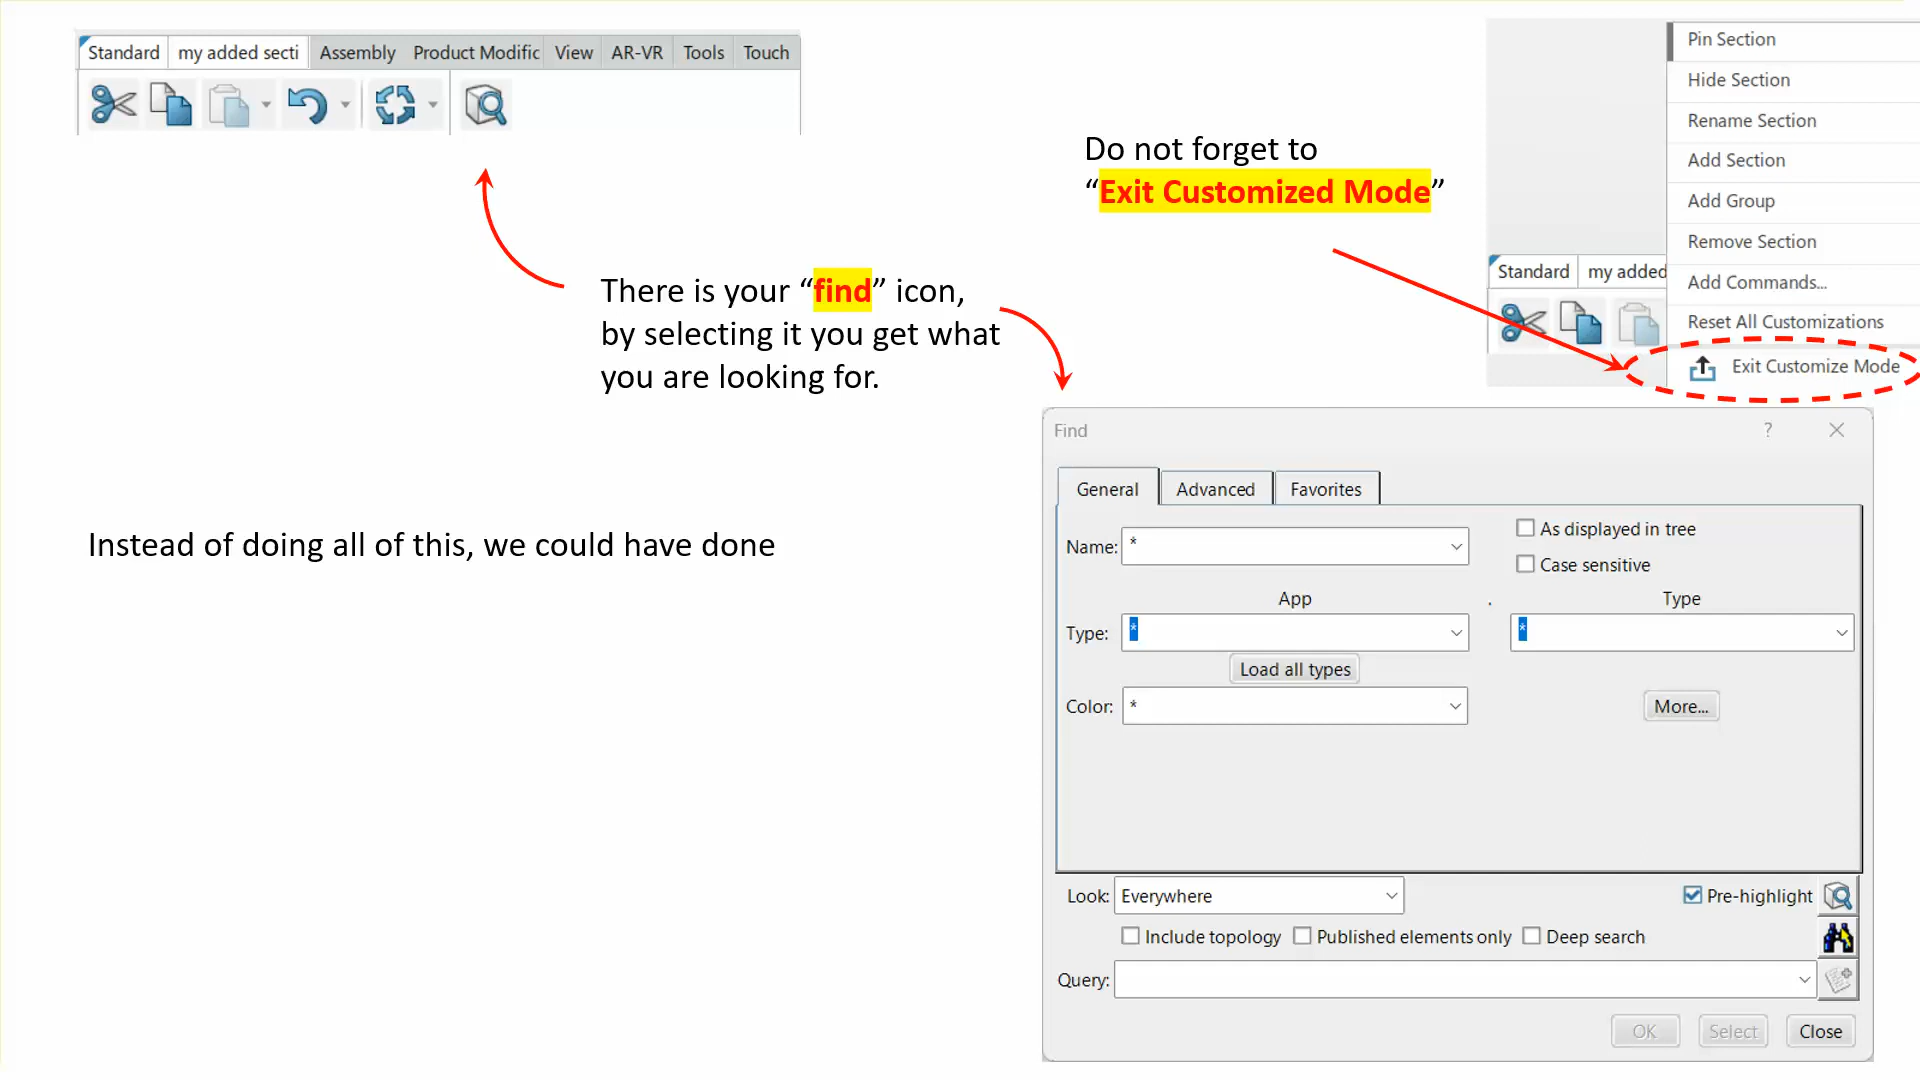 Standard my added secti Assembly Product Modific View AR-VR Tools Touch
Do not forget to
“Exit Customized Mode”
Pin Section
Hide Section
Rename Section
Add Section
Add Group
Remove Section
Add Commands...
Reset All Customizations
Exit Customize Mode
Standard my added
There is your “find” icon,
by selecting it you get what
you are looking for.
Instead of doing all of this, we could have done
Find ?
General Advanced Favorites
Name: * As displayed in tree
Case sensitive
App . Type
Type: * *
Load all types
Color: * More...
Look: Everywhere Pre-highlight
Include topology Published elements only Deep search
Query:
OK Select Close